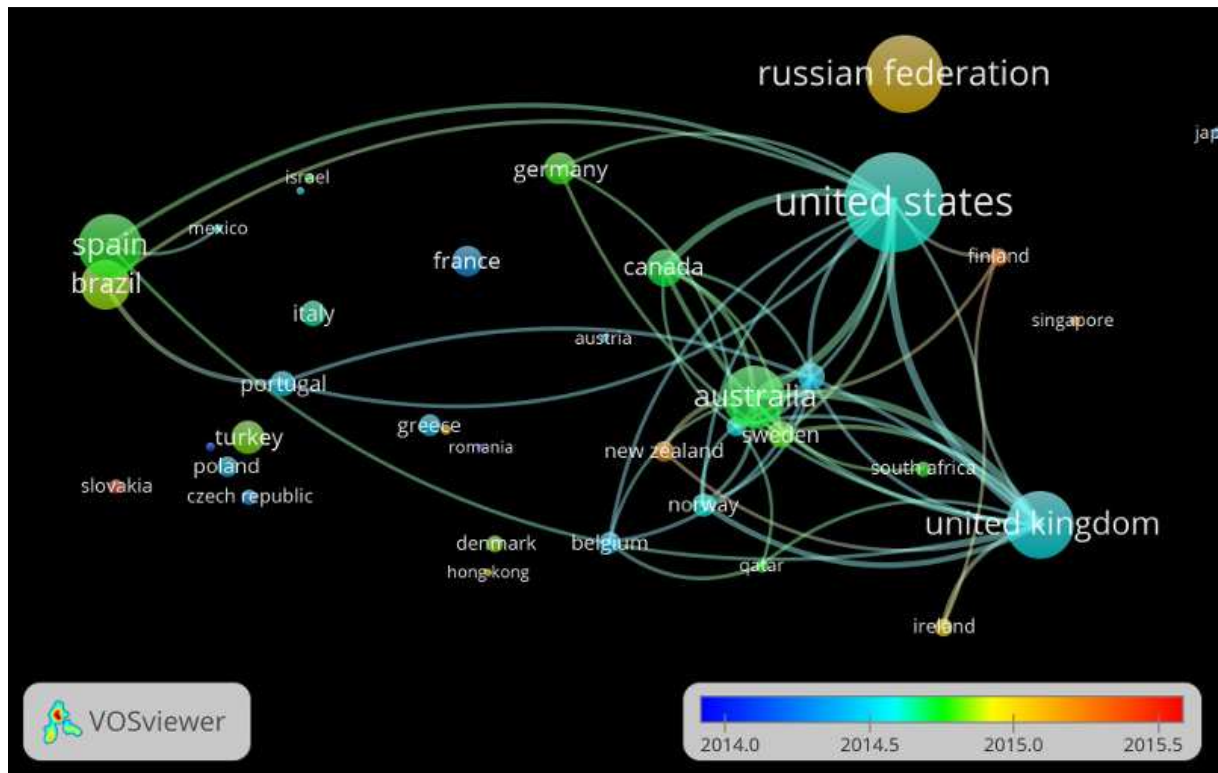 russian federation
jap
germany
israel
united states
mexico
spain
brazil
france
canada
finland
italy
singapore
austria
portugal
australia
greece
turkey
sweden
romania
new zealand
poland
south africa
slovakia
czech republic
norway
united kingdom
denmark
belgium
qatar
hong kong
ireland
VOSviewer
2014.0 2014.5 2015.0 2015.5